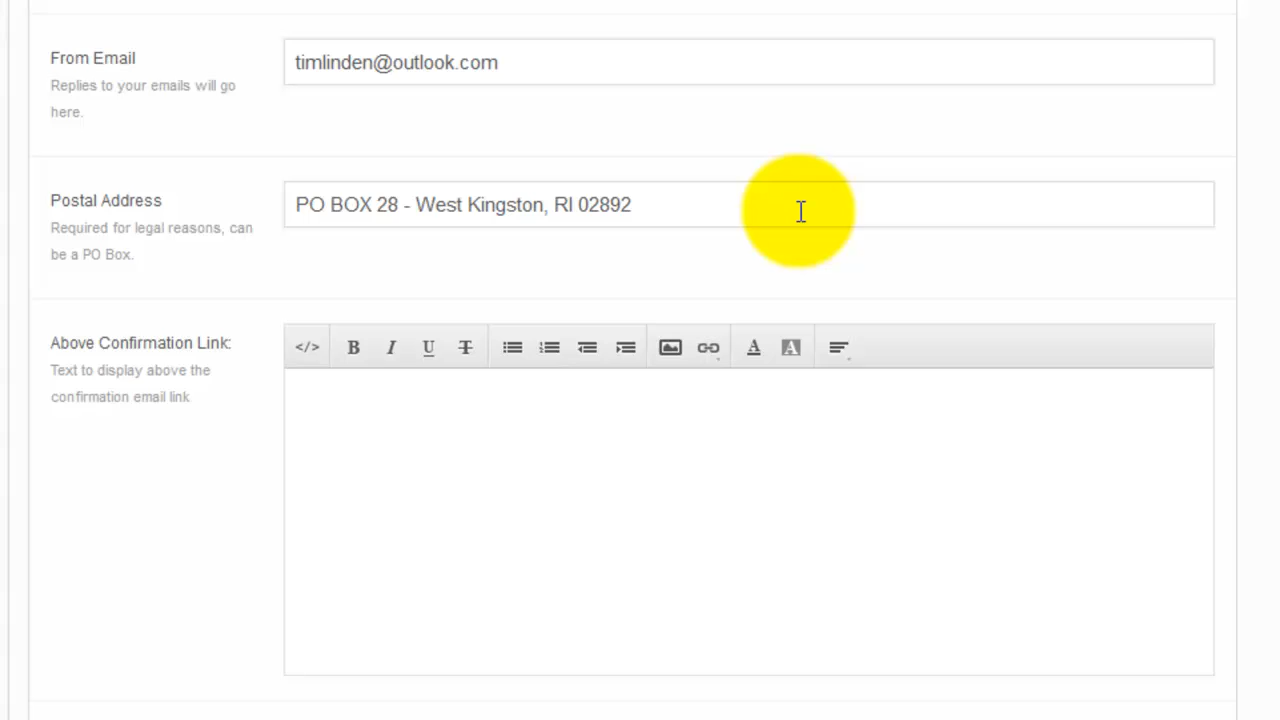 From Email
timlinden@outlook.com
Replies to your emails will go
here.
Postal Address
PO BOX 28 - West Kingston, RI 02892
Required for legal reasons, can
be a PO Box.
Above Confirmation Link:
</> B I U T A A
Text to display above the
confirmation email link